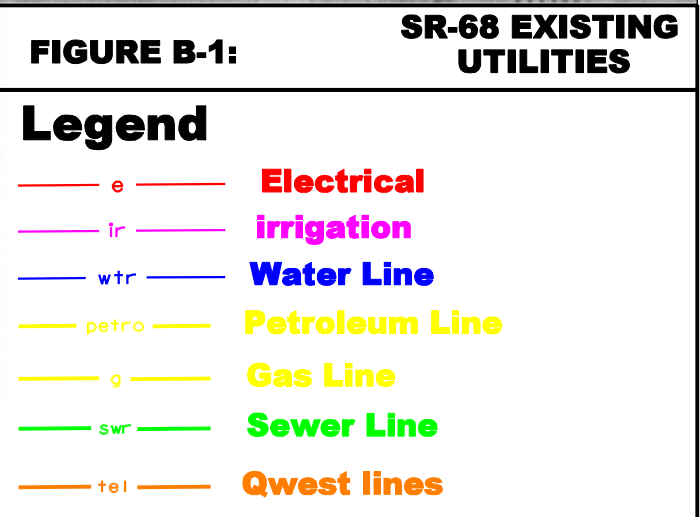 FIGURE B-1:
SR-68 EXISTING
UTILITIES
Legend
e Electrical
ir irrigation
wtr Water Line
petro Petroleum Line
g Gas Line
swr Sewer Line
tel Qwest lines